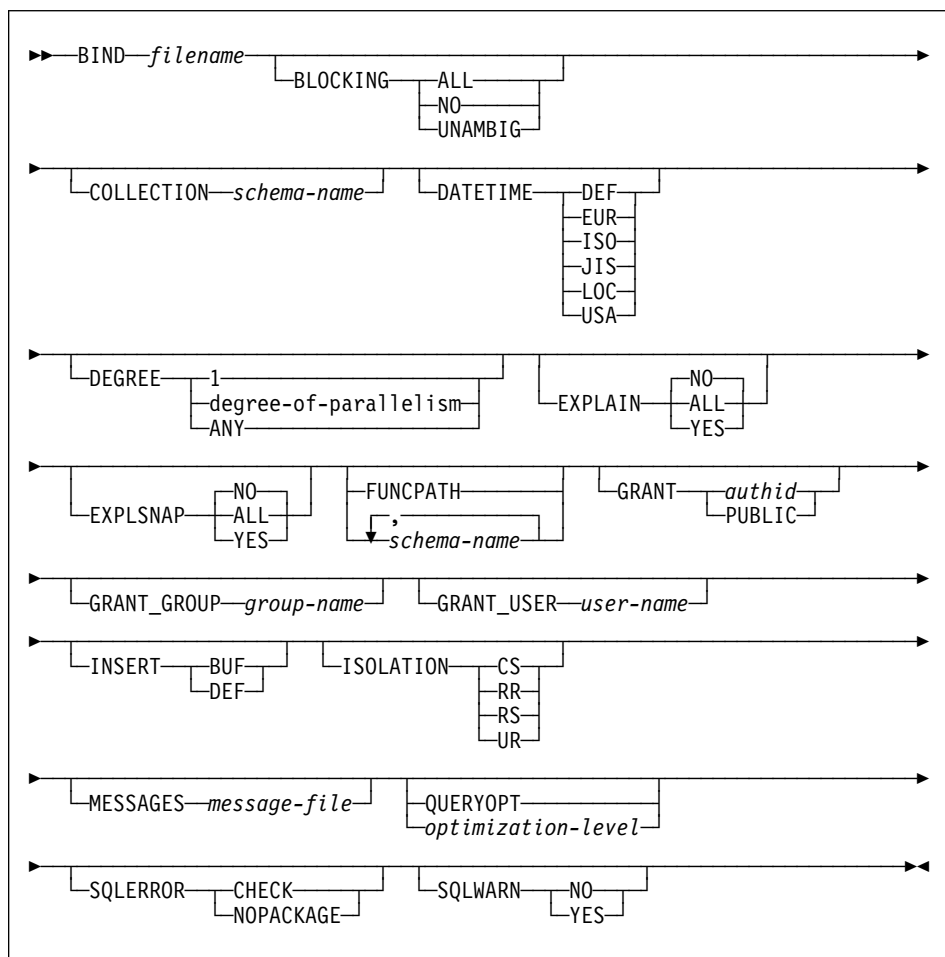 BIND filename
BLOCKING ALL
NO
UNAMBIG
COLLECTION schema-name DATETIME DEF
EUR
ISO
JIS
LOC
USA
DEGREE 1 NO
degree-of-parallelism EXPLAIN ALL
ANY YES
NO FUNCPATH GRANT authid
EXPLSNAP ALL , PUBLIC
YES schema-name
GRANT_GROUP group-name GRANT_USER user-name
INSERT BUF ISOLATION CS
DEF RR
RS
UR
MESSAGES message-file QUERYOPT
optimization-level
SQLERROR CHECK SQLWARN NO
NOPACKAGE YES